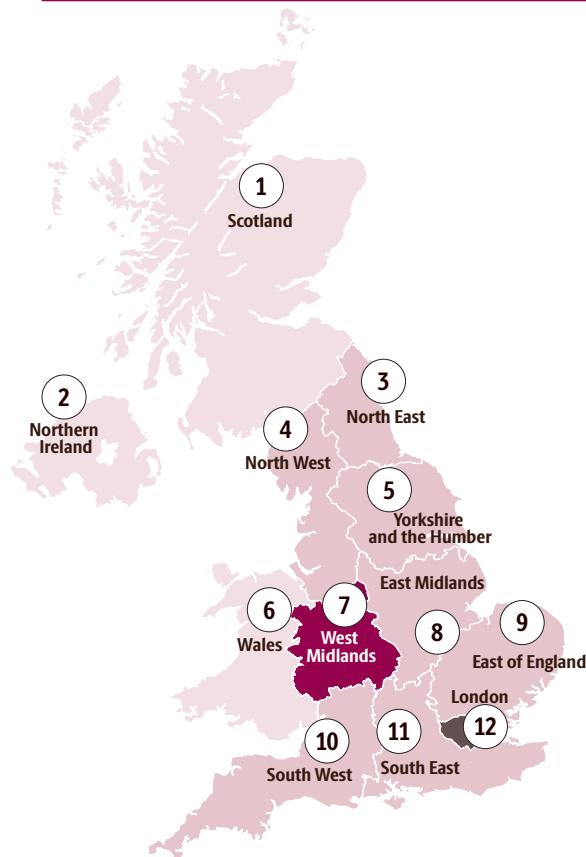 1
Scotland
2
Northern
Ireland
3
North East
4
North West
5
Yorkshire
and the Humber
6
Wales
7
West
Midlands
East Midlands
8
9
East of England
10
South West
11
South East
London
12